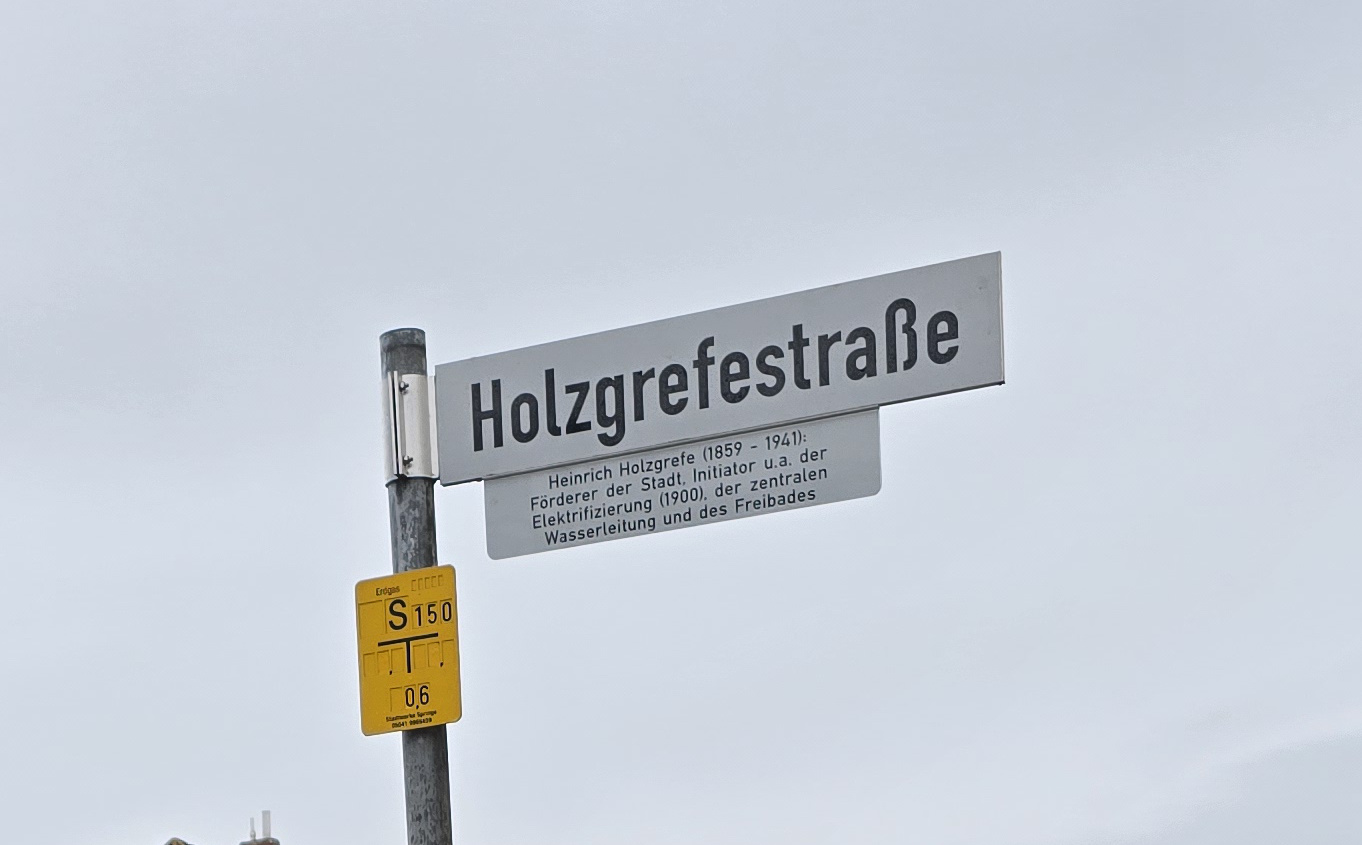 Holzgrefestraße
Heinrich Holzgrefe (1859 - 1941):
Förderer der Stadt, Initiator u.a. der
Elektrifizierung (1900), der zentralen
Wasserleitung und des Freibades
Erdgas
S 150
0,6
Stadtwerke Springe
05041